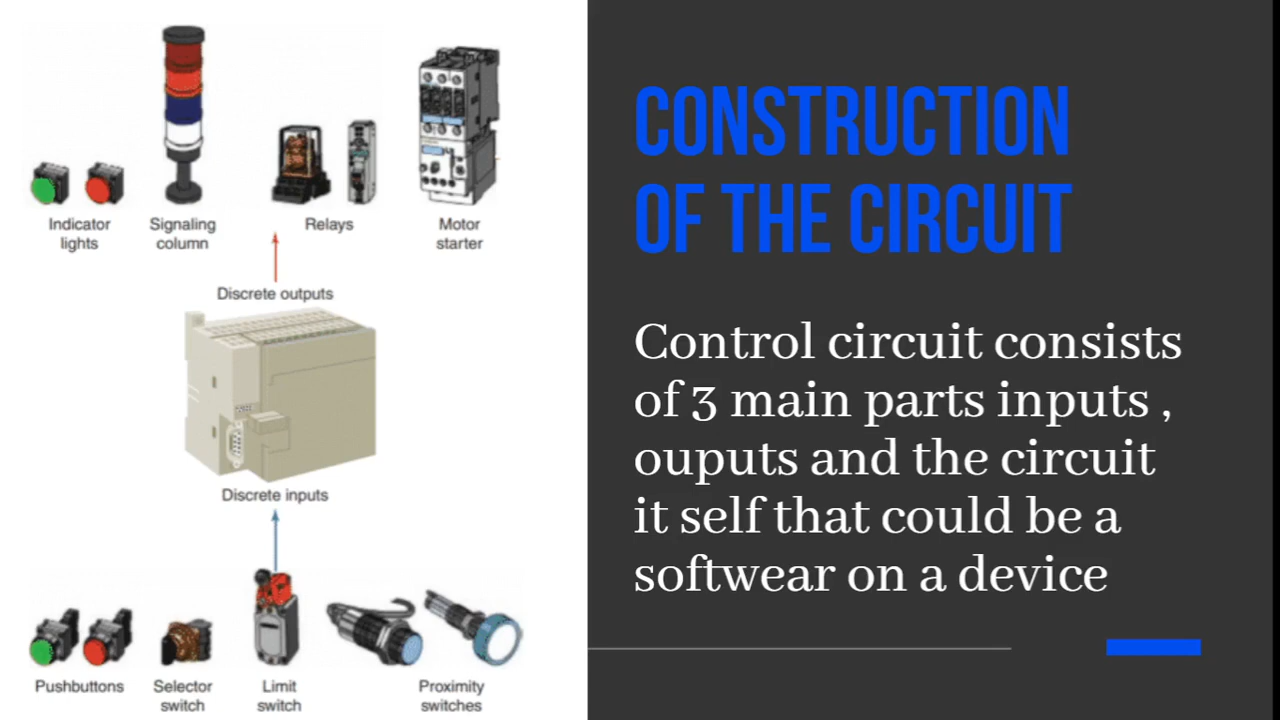 Indicator
lights
Signaling
column
Relays
Motor
starter
Discrete outputs
Discrete inputs
Pushbuttons
Selector
switch
Limit
switch
Proximity
switches
CONSTRUCTION
OF THE CIRCUIT
Control circuit consists
of 3 main parts inputs ,
ouputs and the circuit
it self that could be a
softwear on a device